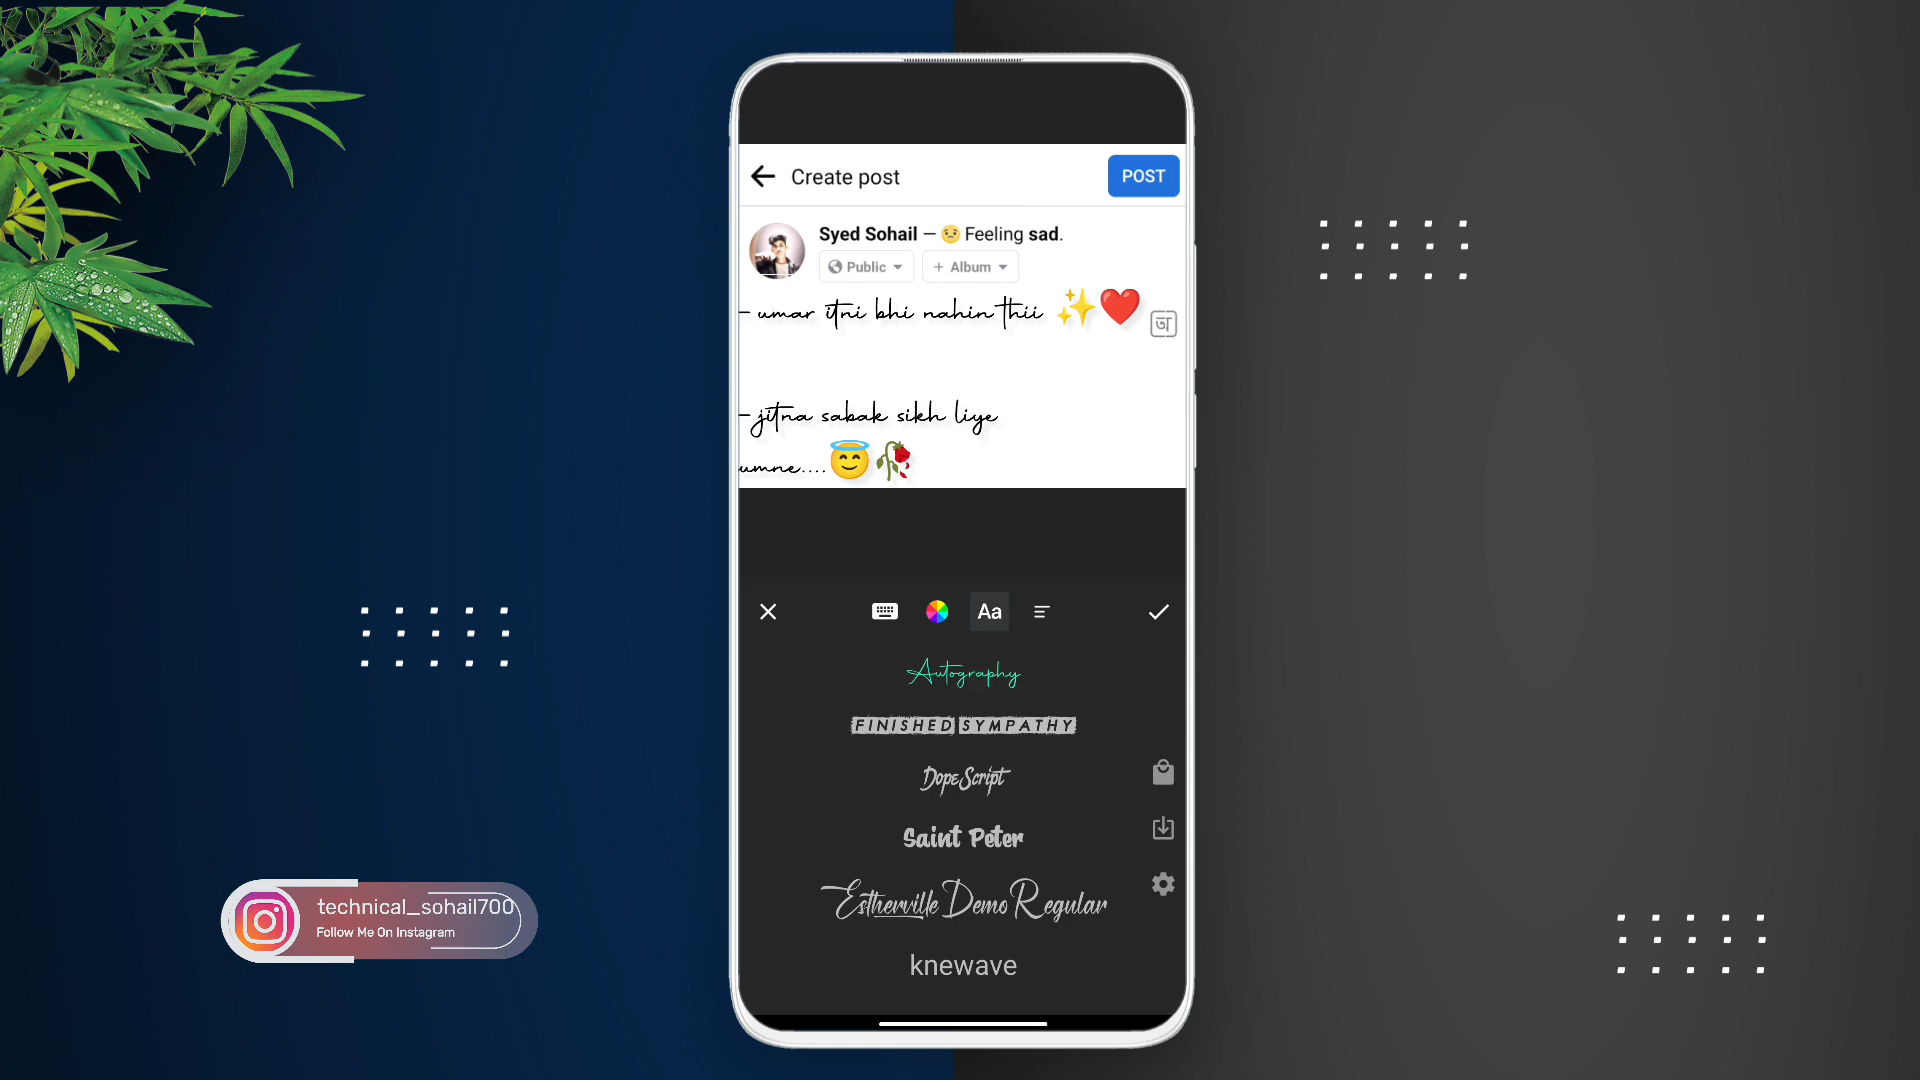 Create post
POST
Syed Sohail — 😟 Feeling sad.
Public
+ Album
- umar itni bhi nahin thii ✨❤️
अ
- jitna sabak sikh liye
umne....😇🥀
Aa
Autography
FINISHED SYMPATHY
Dope Script
Saint Peter
Estherville Demo Regular
knewave
technical_sohail700
Follow Me On Instagram